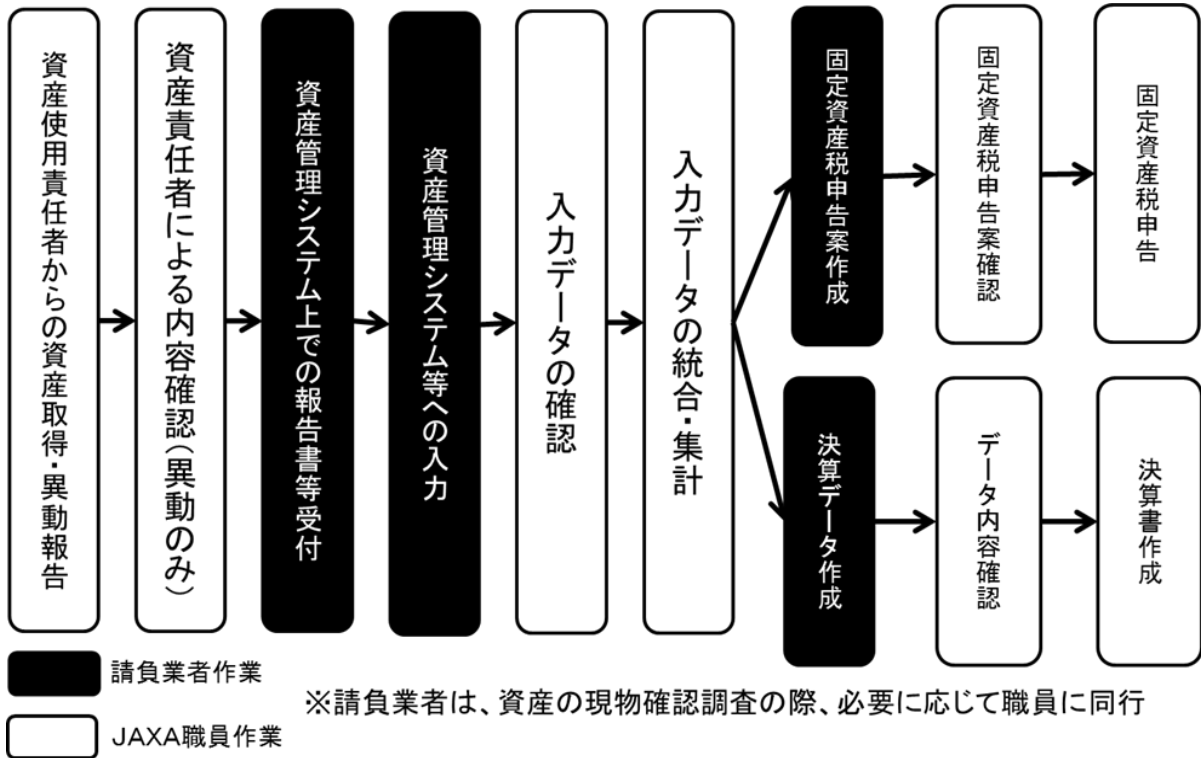 資産使用責任者からの資産取得・異動報告
資産責任者による内容確認(異動のみ)
資産管理システム上での報告書等受付
資産管理システム等への入力
入力データの確認
入力データの統合・集計
固定資産税申告案作成
固定資産税申告案確認
固定資産税申告
決算データ作成
データ内容確認
決算書作成
請負業者作業
JAXA職員作業
※請負業者は、資産の現物確認調査の際、必要に応じて職員に同行